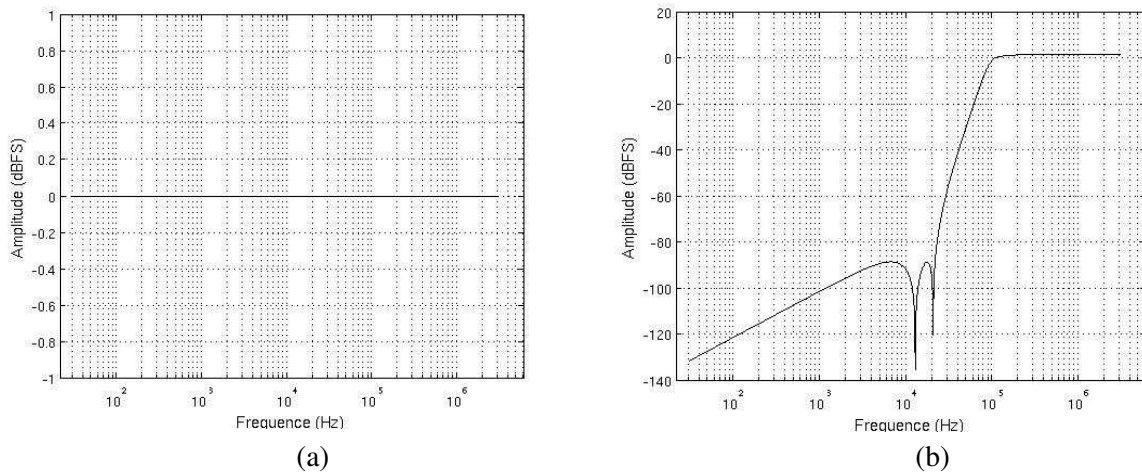 1
0.8
0.6
0.4
0.2
0
-0.2
-0.4
-0.6
-0.8
-1
Amplitude (dBFS)
10² 10³ 10⁴ 10⁵ 10⁶
Frequence (Hz)
(a)
20
0
-20
-40
-60
-80
-100
-120
-140
Amplitude (dBFS)
10² 10³ 10⁴ 10⁵ 10⁶
Frequence (Hz)
(b)